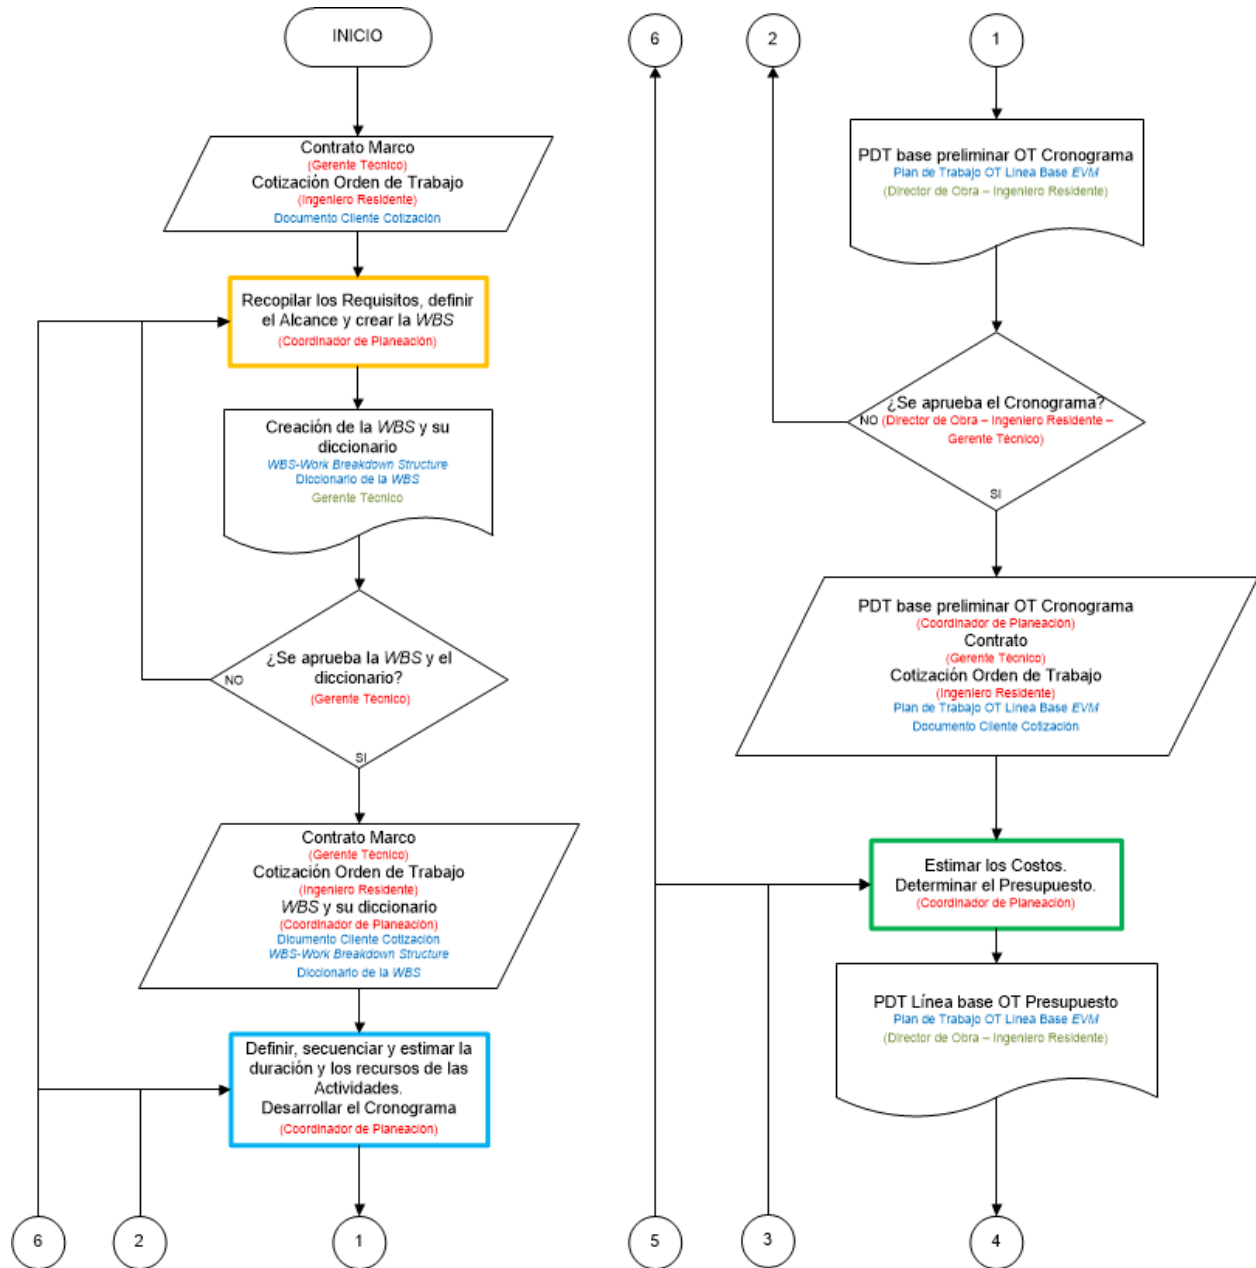 INICIO
Contrato Marco
(Gerente Técnico)
Cotización Orden de Trabajo
(Ingeniero Residente)
Documento Cliente Cotización
Recopilar los Requisitos, definir
el Alcance y crear la WBS
(Coordinador de Planeación)
Creación de la WBS y su
diccionario
WBS-Work Breakdown Structure
Diccionario de la WBS
Gerente Técnico
¿Se aprueba la WBS y el
diccionario?
NO
(Gerente Técnico)
SI
Contrato Marco
(Gerente Técnico)
Cotización Orden de Trabajo
(Ingeniero Residente)
WBS y su diccionario
(Coordinador de Planeación)
Dicumento Cliente Cotización
WBS-Work Breakdown Structure
Diccionario de la WBS
Definir, secuenciar y estimar la
duración y los recursos de las
Actividades.
Desarrollar el Cronograma
(Coordinador de Planeación)
6
2
1
6
2
1
PDT base preliminar OT Cronograma
Plan de Trabajo OT Linea Base EVM
(Director de Obra – Ingeniero Residente)
¿Se aprueba el Cronograma?
NO (Director de Obra – Ingeniero Residente –
Gerente Técnico)
SI
PDT base preliminar OT Cronograma
(Coordinador de Planeación)
Contrato
(Gerente Técnico)
Cotización Orden de Trabajo
(Ingeniero Residente)
Plan de Trabajo OT Linea Base EVM
Documento Cliente Cotización
Estimar los Costos.
Determinar el Presupuesto.
(Coordinador de Planeación)
PDT Línea base OT Presupuesto
Plan de Trabajo OT Linea Base EVM
(Director de Obra – Ingeniero Residente)
5
3
4